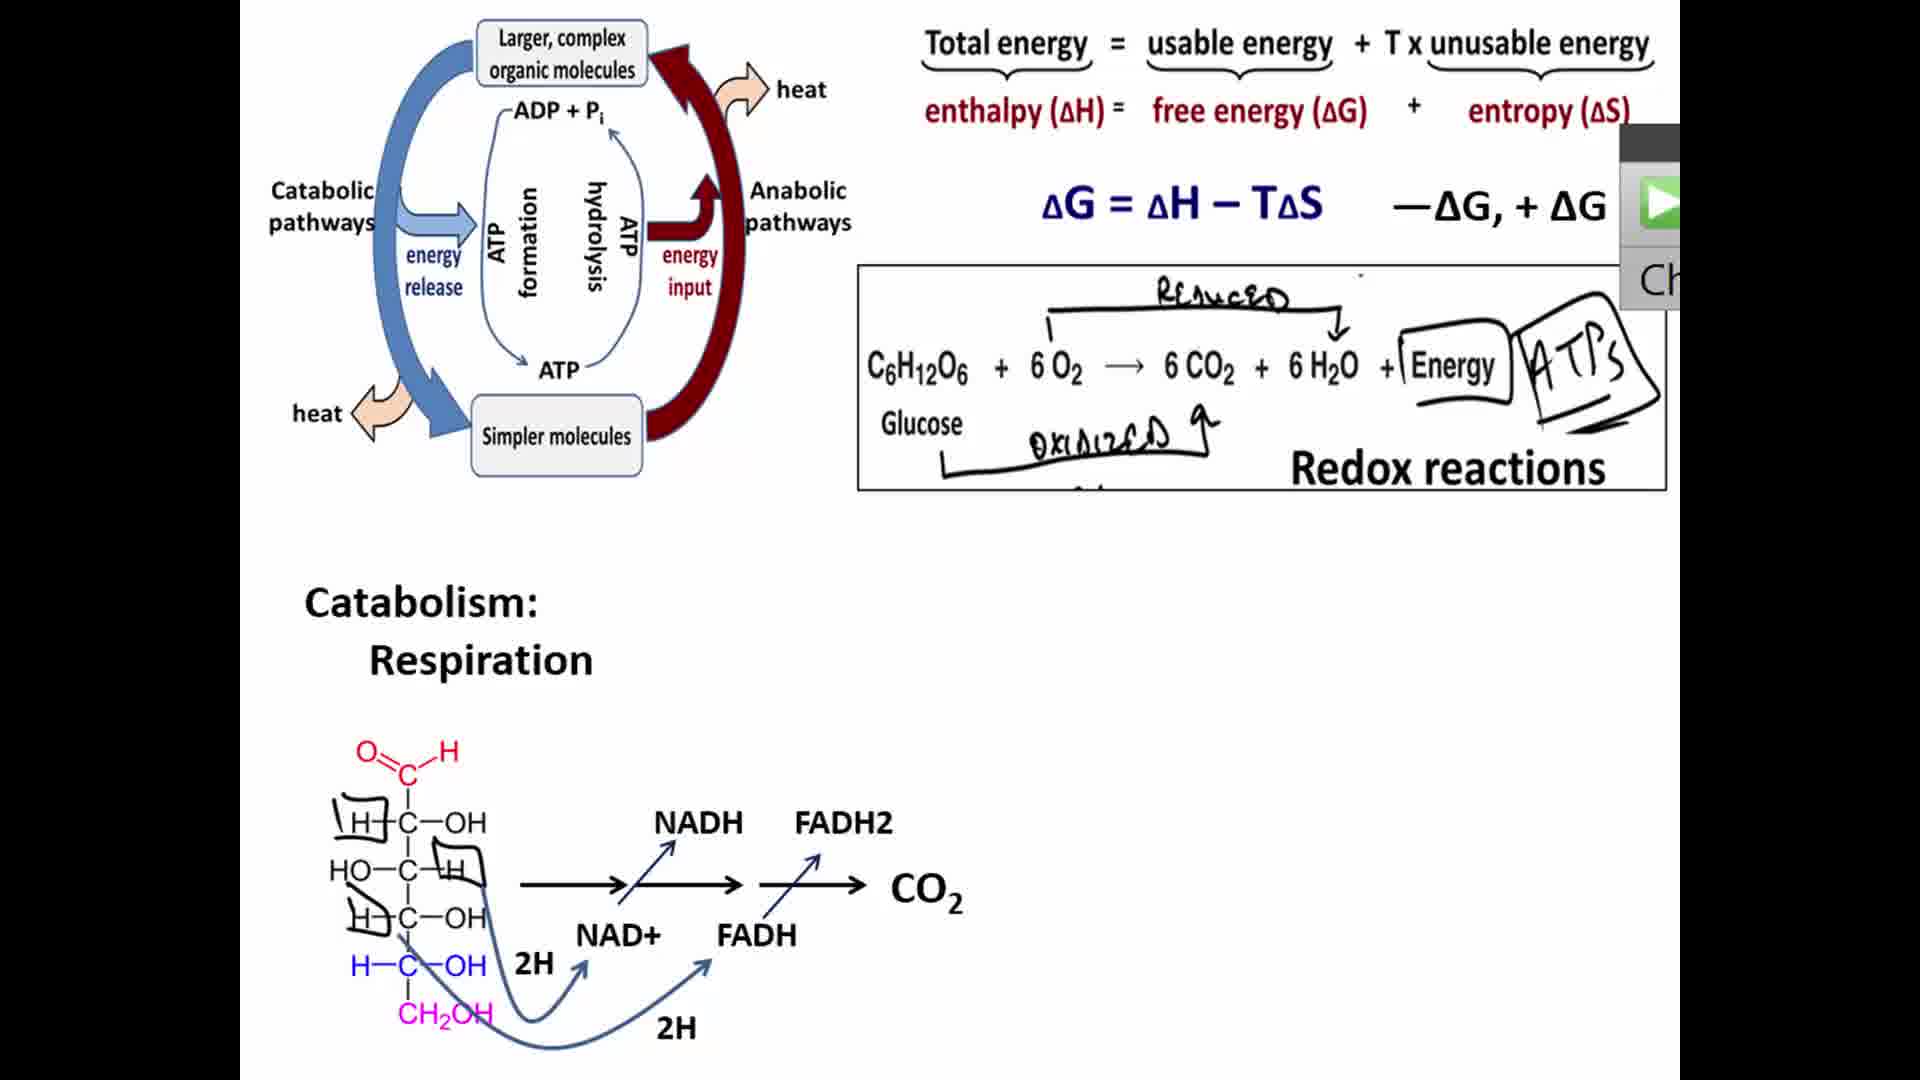 Larger, complex
organic molecules
ADP + Pi
heat
Catabolic
pathways
energy
release
ATP
formation
hydrolysis
ATP
energy
input
Anabolic
pathways
ATP
heat
Simpler molecules
Total energy = usable energy + T x unusable energy
enthalpy (ΔH) = free energy (ΔG) + entropy (ΔS)
ΔG = ΔH – TΔS —ΔG, + ΔG
Ch
REDUCED
C6H12O6 + 6 O2 → 6 CO2 + 6 H2O + Energy ATPs
Glucose
OXIDIZED
Redox reactions
Catabolism:
Respiration
O H
C
H C OH
HO C H
H C OH
H C OH
CH2OH
NADH FADH2
CO2
NAD+ FADH
2H
2H